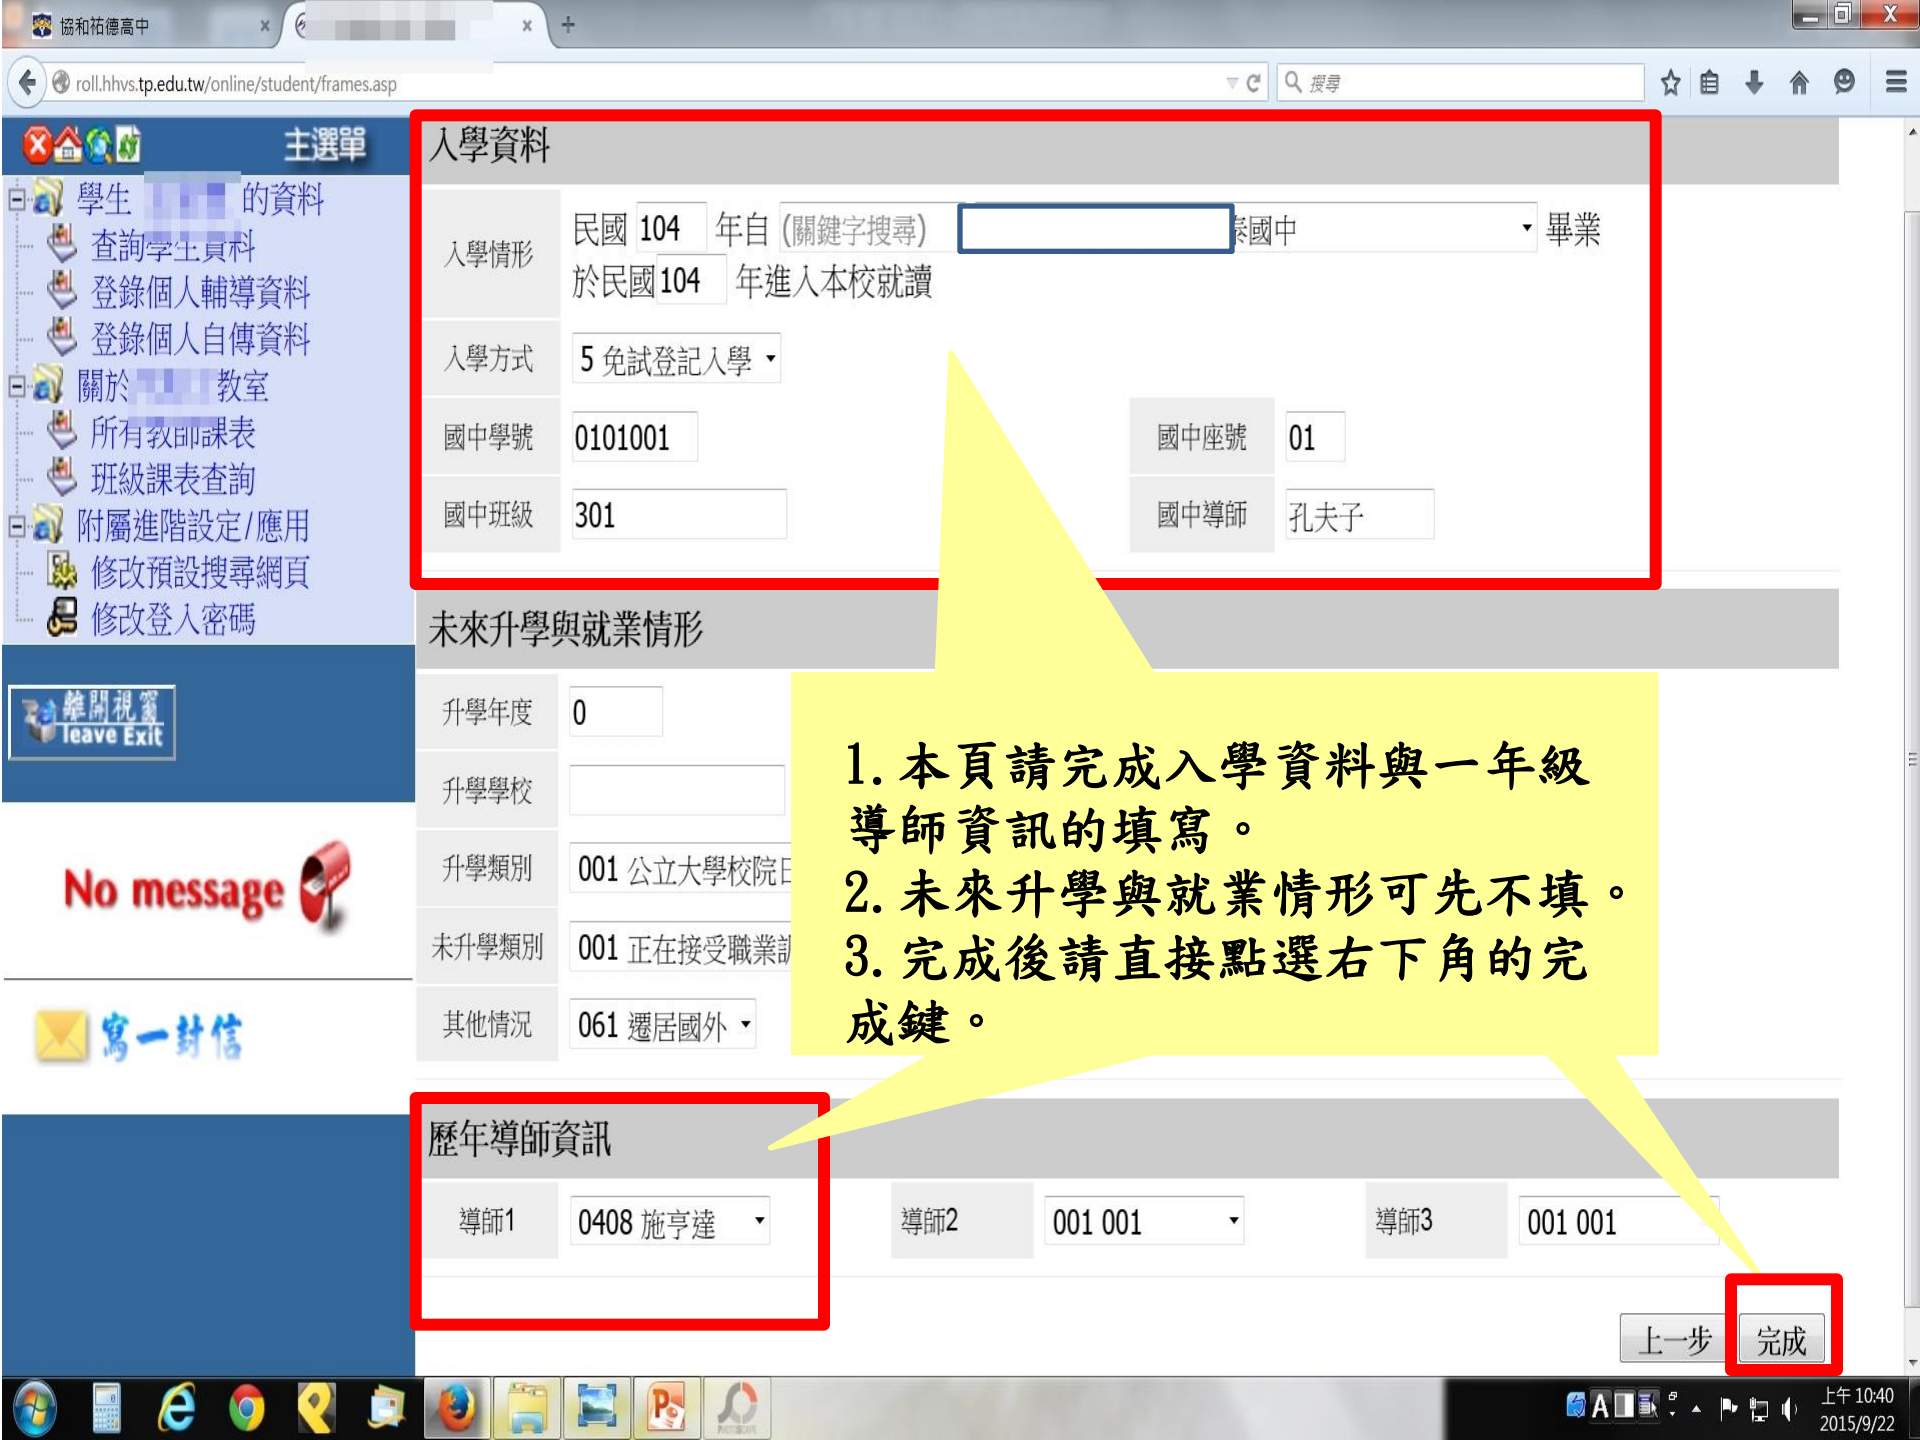 協和祐德高中
roll.hhvs.tp.edu.tw/online/student/frames.asp
搜尋
主選單
學生 的資料
查詢學生資料
登錄個人輔導資料
登錄個人自傳資料
關於 教室
所有教師課表
班級課表查詢
附屬進階設定/應用
修改預設搜尋網頁
修改登入密碼
離開視窗
leave Exit
No message
寫一封信
入學資料
入學情形
民國 104 年自 (關鍵字搜尋) 泰國中 畢業
於民國 104 年進入本校就讀
入學方式 5 免試登記入學
國中學號 0101001 國中座號 01
國中班級 301 國中導師 孔夫子
未來升學與就業情形
升學年度 0
升學學校
升學類別 001 公立大學校院日
未升學類別 001 正在接受職業訓
其他情況 061 遷居國外
1.本頁請完成入學資料與一年級
導師資訊的填寫。
2.未來升學與就業情形可先不填。
3.完成後請直接點選右下角的完
成鍵。
歷年導師資訊
導師1 0408 施亨達 導師2 001 001 導師3 001 001
上一步 完成
上午 10:40
2015/9/22